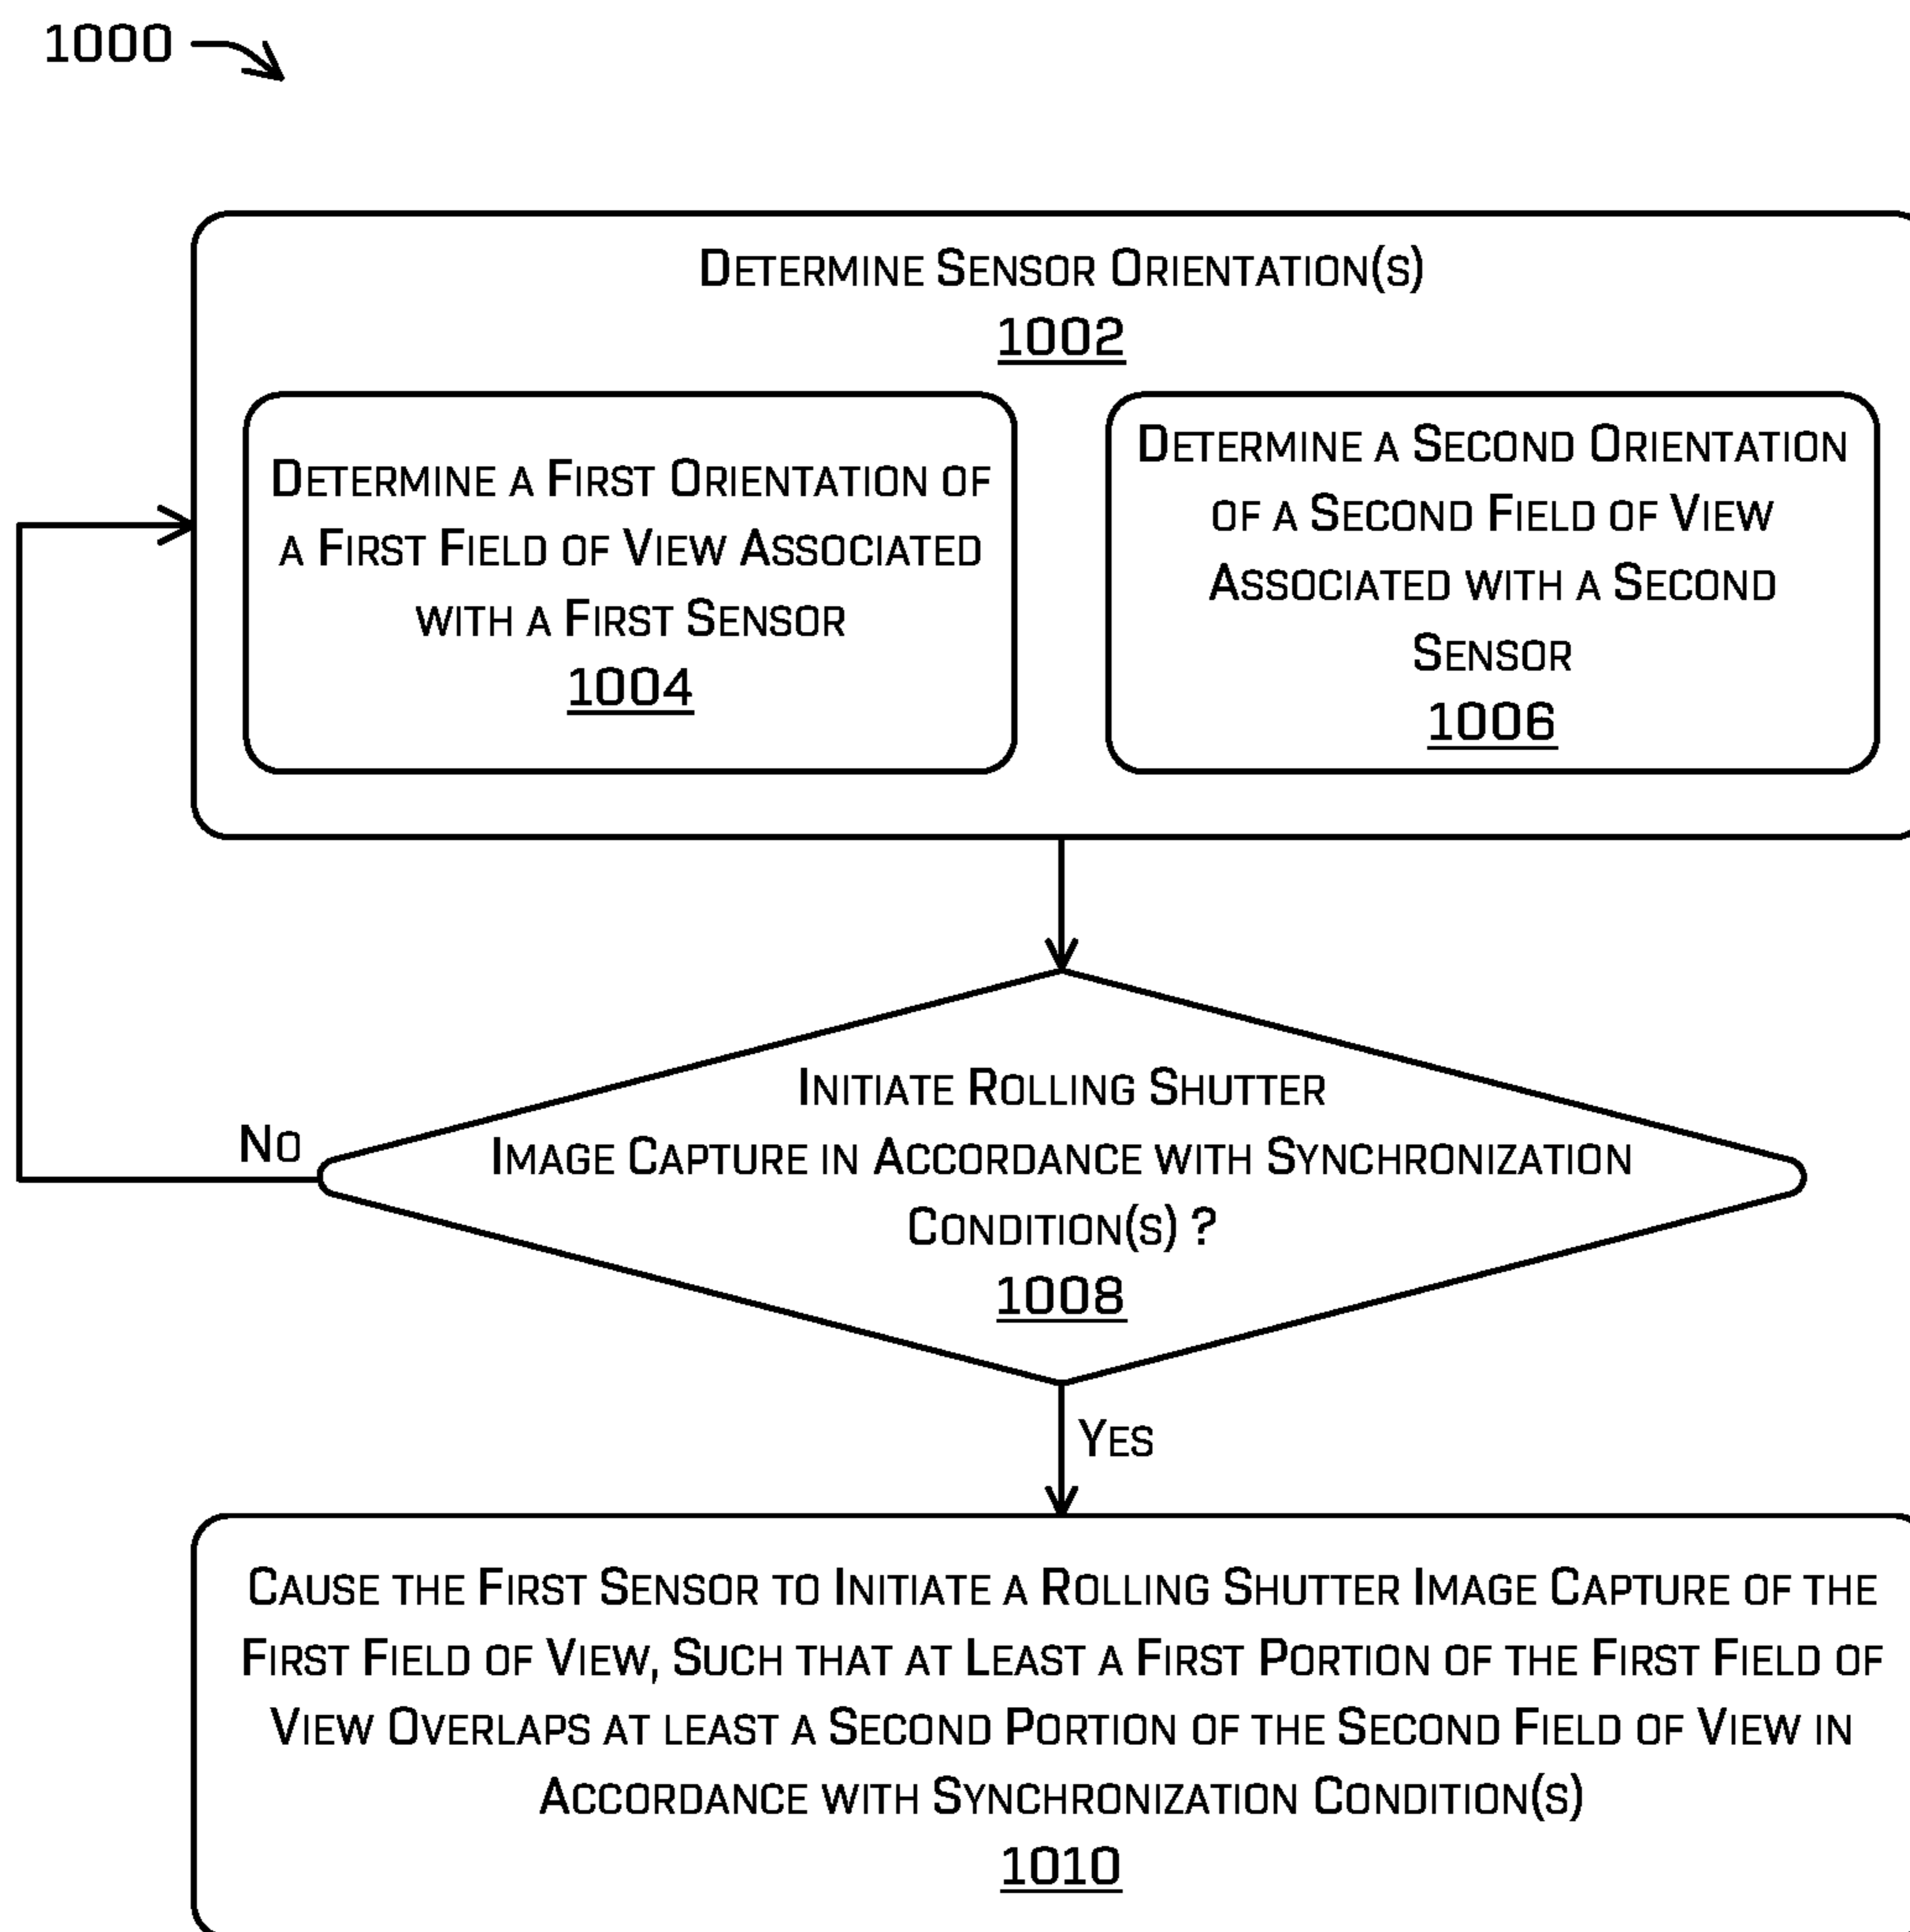 1000
Determine Sensor Orientation(s)
1002
Determine a First Orientation of
a First Field of View Associated
with a First Sensor
1004
Determine a Second Orientation
of a Second Field of View
Associated with a Second
Sensor
1006
Initiate Rolling Shutter
Image Capture in Accordance with Synchronization
Condition(s) ?
1008
No
Yes
Cause the First Sensor to Initiate a Rolling Shutter Image Capture of the
First Field of View, Such that at Least a First Portion of the First Field of
View Overlaps at least a Second Portion of the Second Field of View in
Accordance with Synchronization Condition(s)
1010